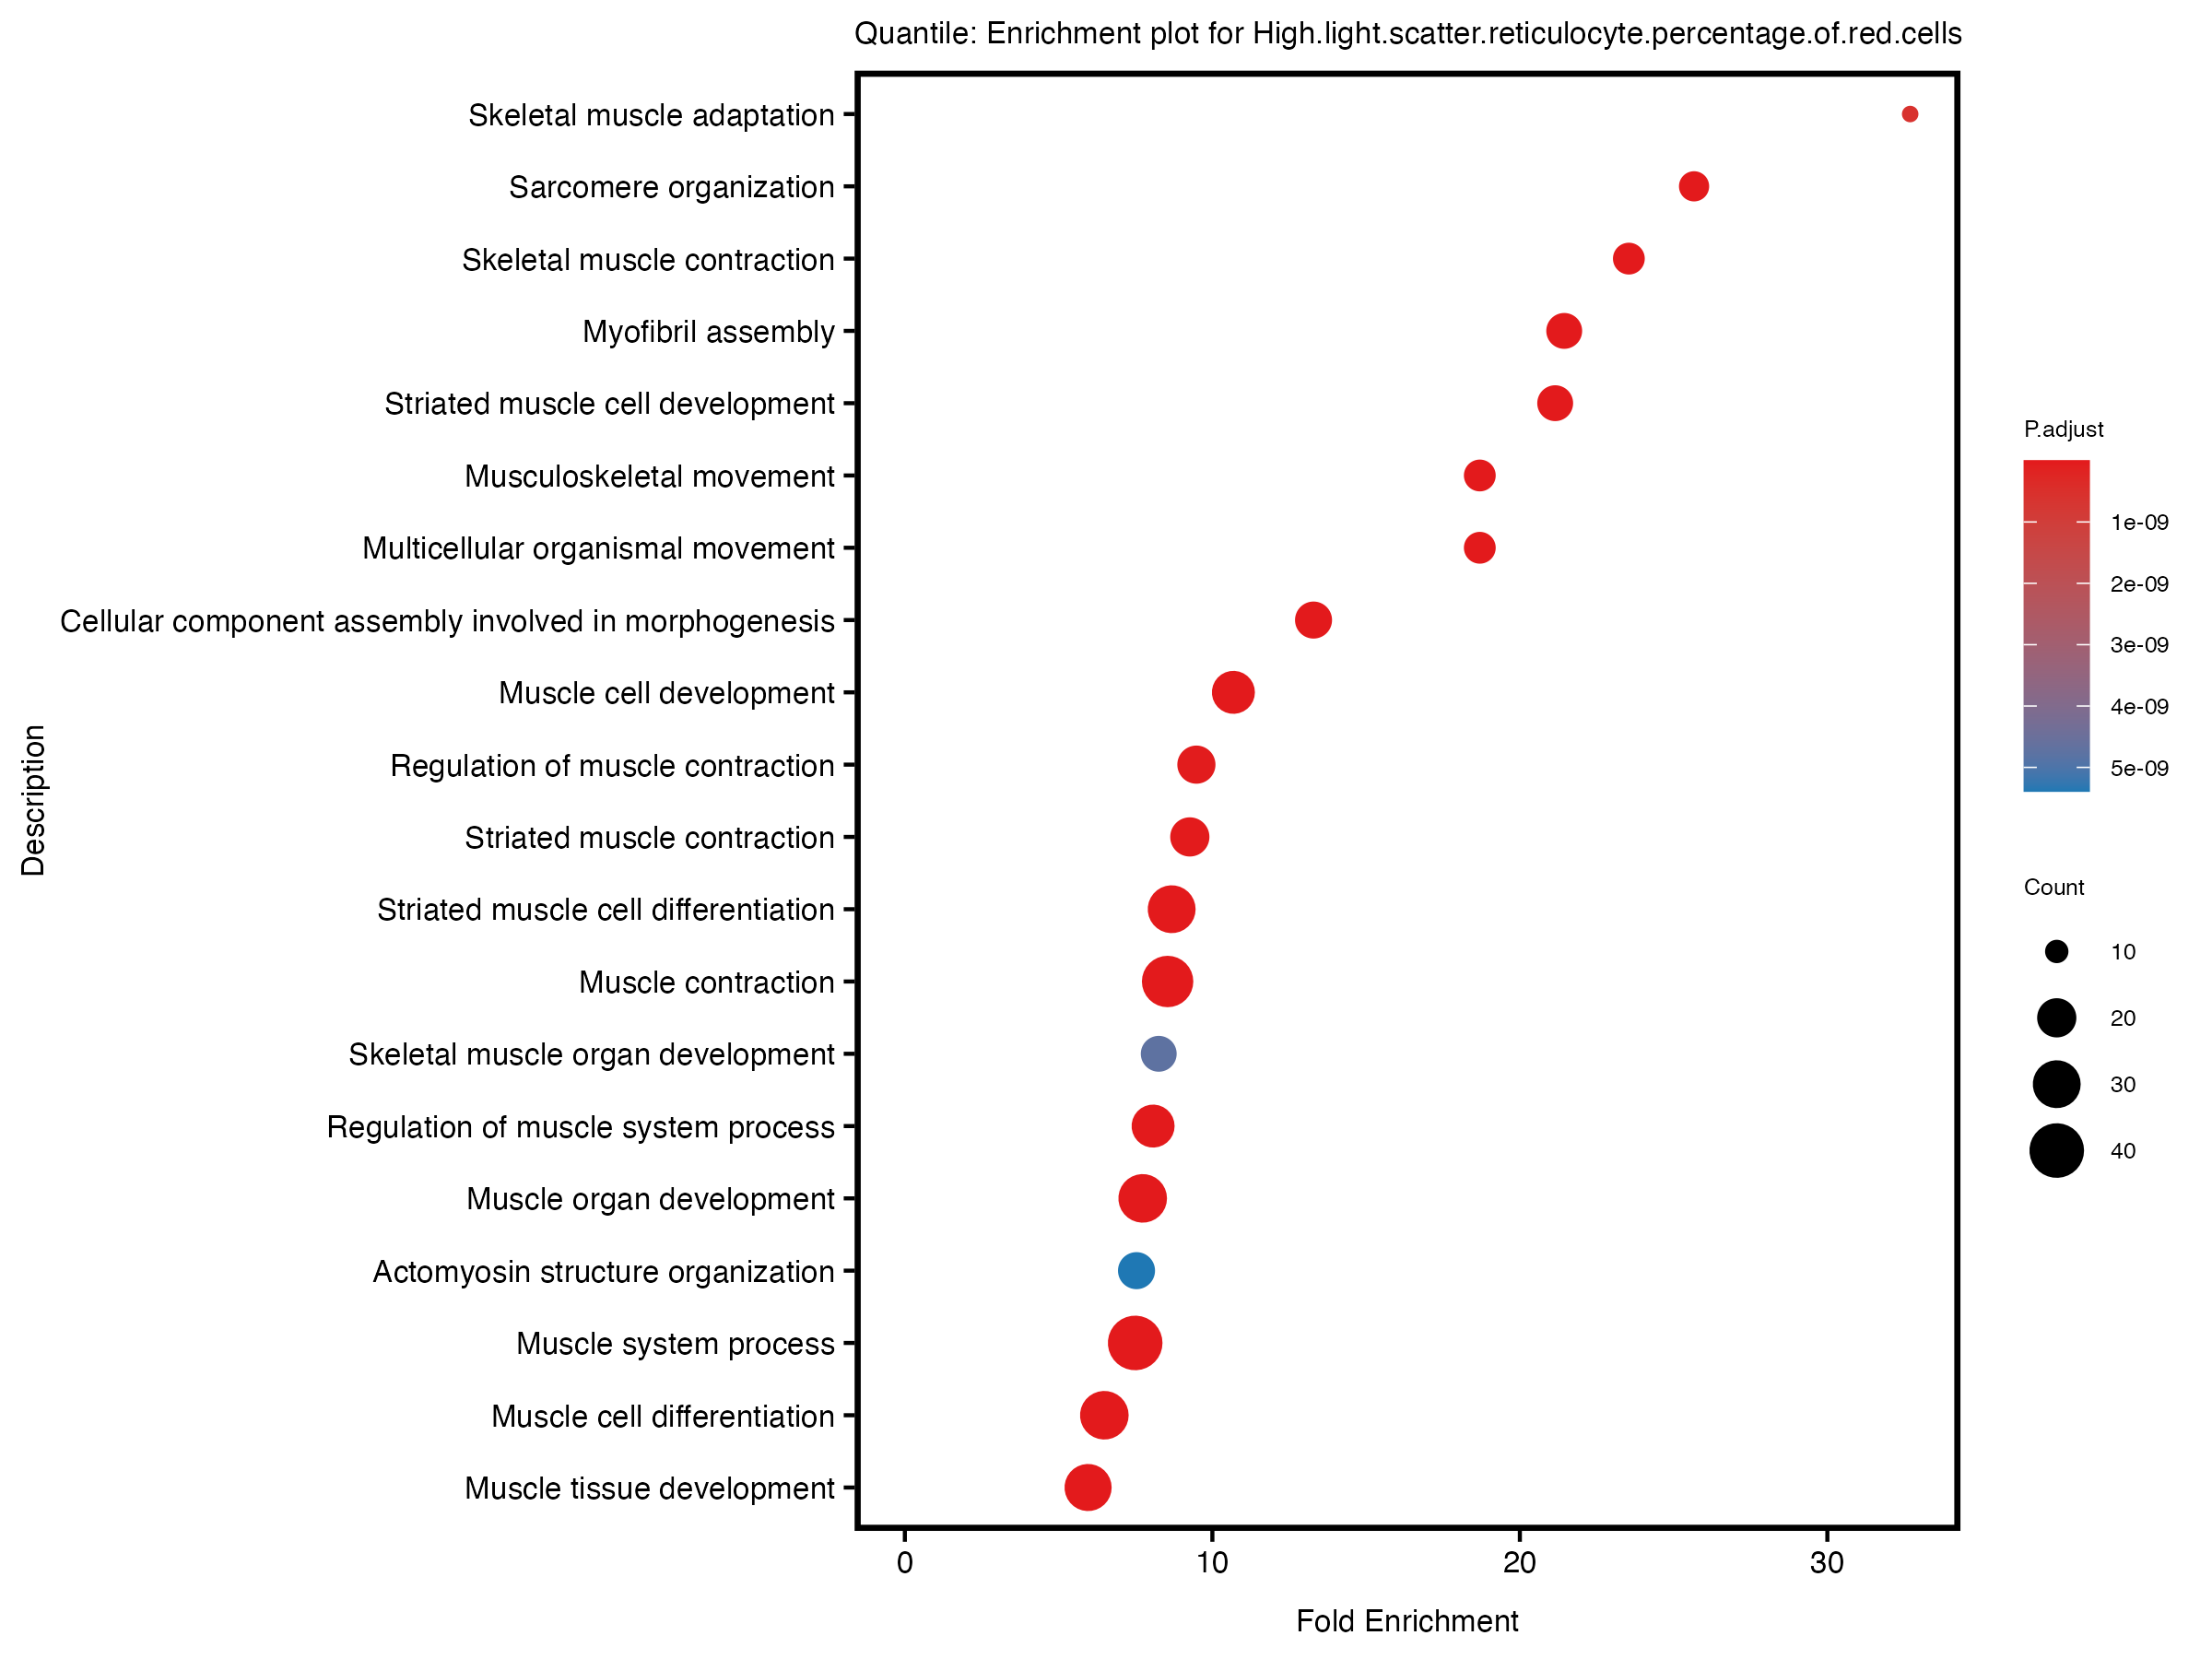 Quantile: Enrichment plot for High.light.scatter.reticulocyte.percentage.of.red.cells
Skeletal muscle adaptation
Sarcomere organization
Skeletal muscle contraction
Myofibril assembly
Striated muscle cell development
Musculoskeletal movement
Multicellular organismal movement
Cellular component assembly involved in morphogenesis
Muscle cell development
Regulation of muscle contraction
Striated muscle contraction
Striated muscle cell differentiation
Muscle contraction
Skeletal muscle organ development
Regulation of muscle system process
Muscle organ development
Actomyosin structure organization
Muscle system process
Muscle cell differentiation
Muscle tissue development
Description
0 10 20 30
Fold Enrichment
P.adjust
1e-09
2e-09
3e-09
4e-09
5e-09
Count
10
20
30
40